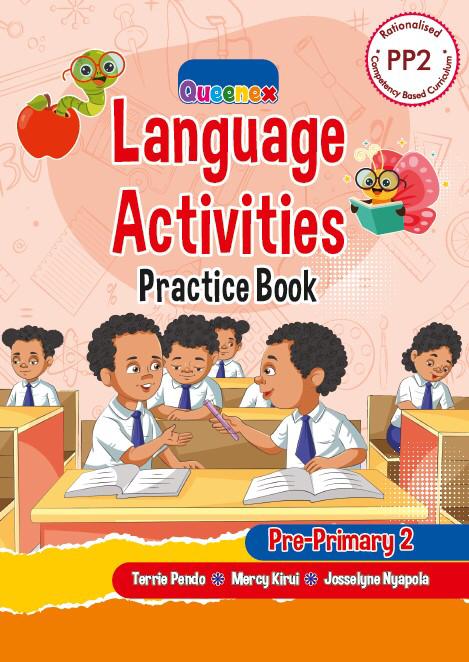 Rationalised
PP2
Competency Based Curriculum
Queenex
Language
Activities
Practice Book
Pre-Primary 2
Terrie Pendo ✽ Mercy Kirui ✽ Josselyne Nyapola